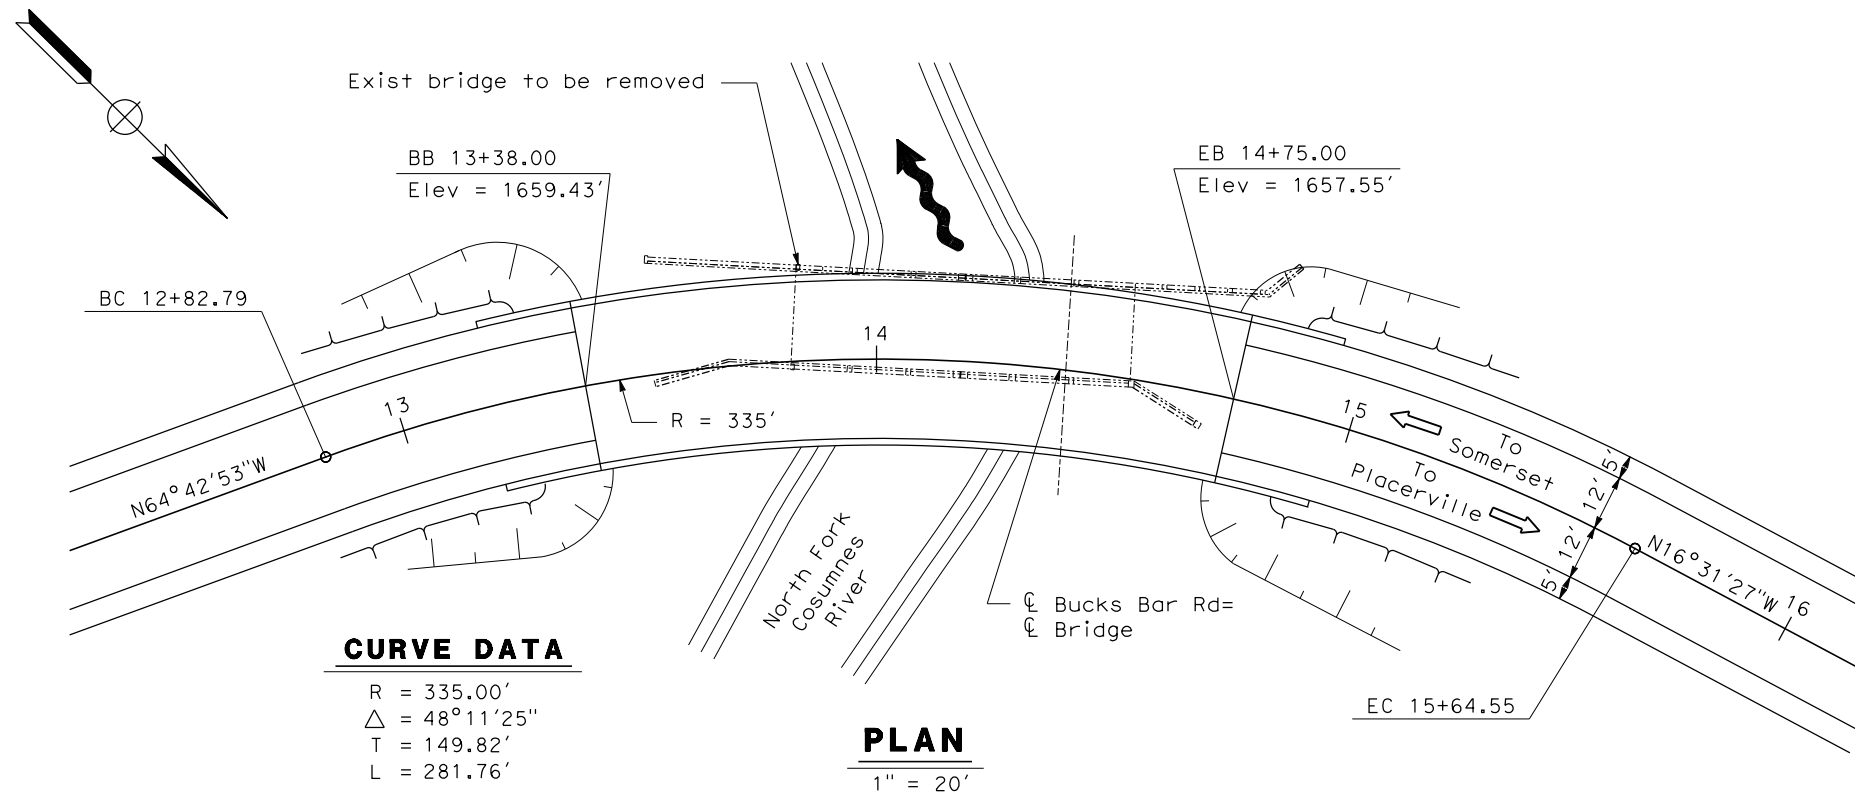 Exist bridge to be removed
BB 13+38.00
Elev = 1659.43'
EB 14+75.00
Elev = 1657.55'
BC 12+82.79
13
14
15
16
R = 335'
N64°42'53"W
To
Somerset
To
Placerville
5'
12'
12'
5'
N16°31'27"W
North Fork
Cosumnes
River
℄ Bucks Bar Rd=
℄ Bridge
EC 15+64.55
CURVE DATA
R = 335.00'
△ = 48°11'25"
T = 149.82'
L = 281.76'
PLAN
1" = 20'